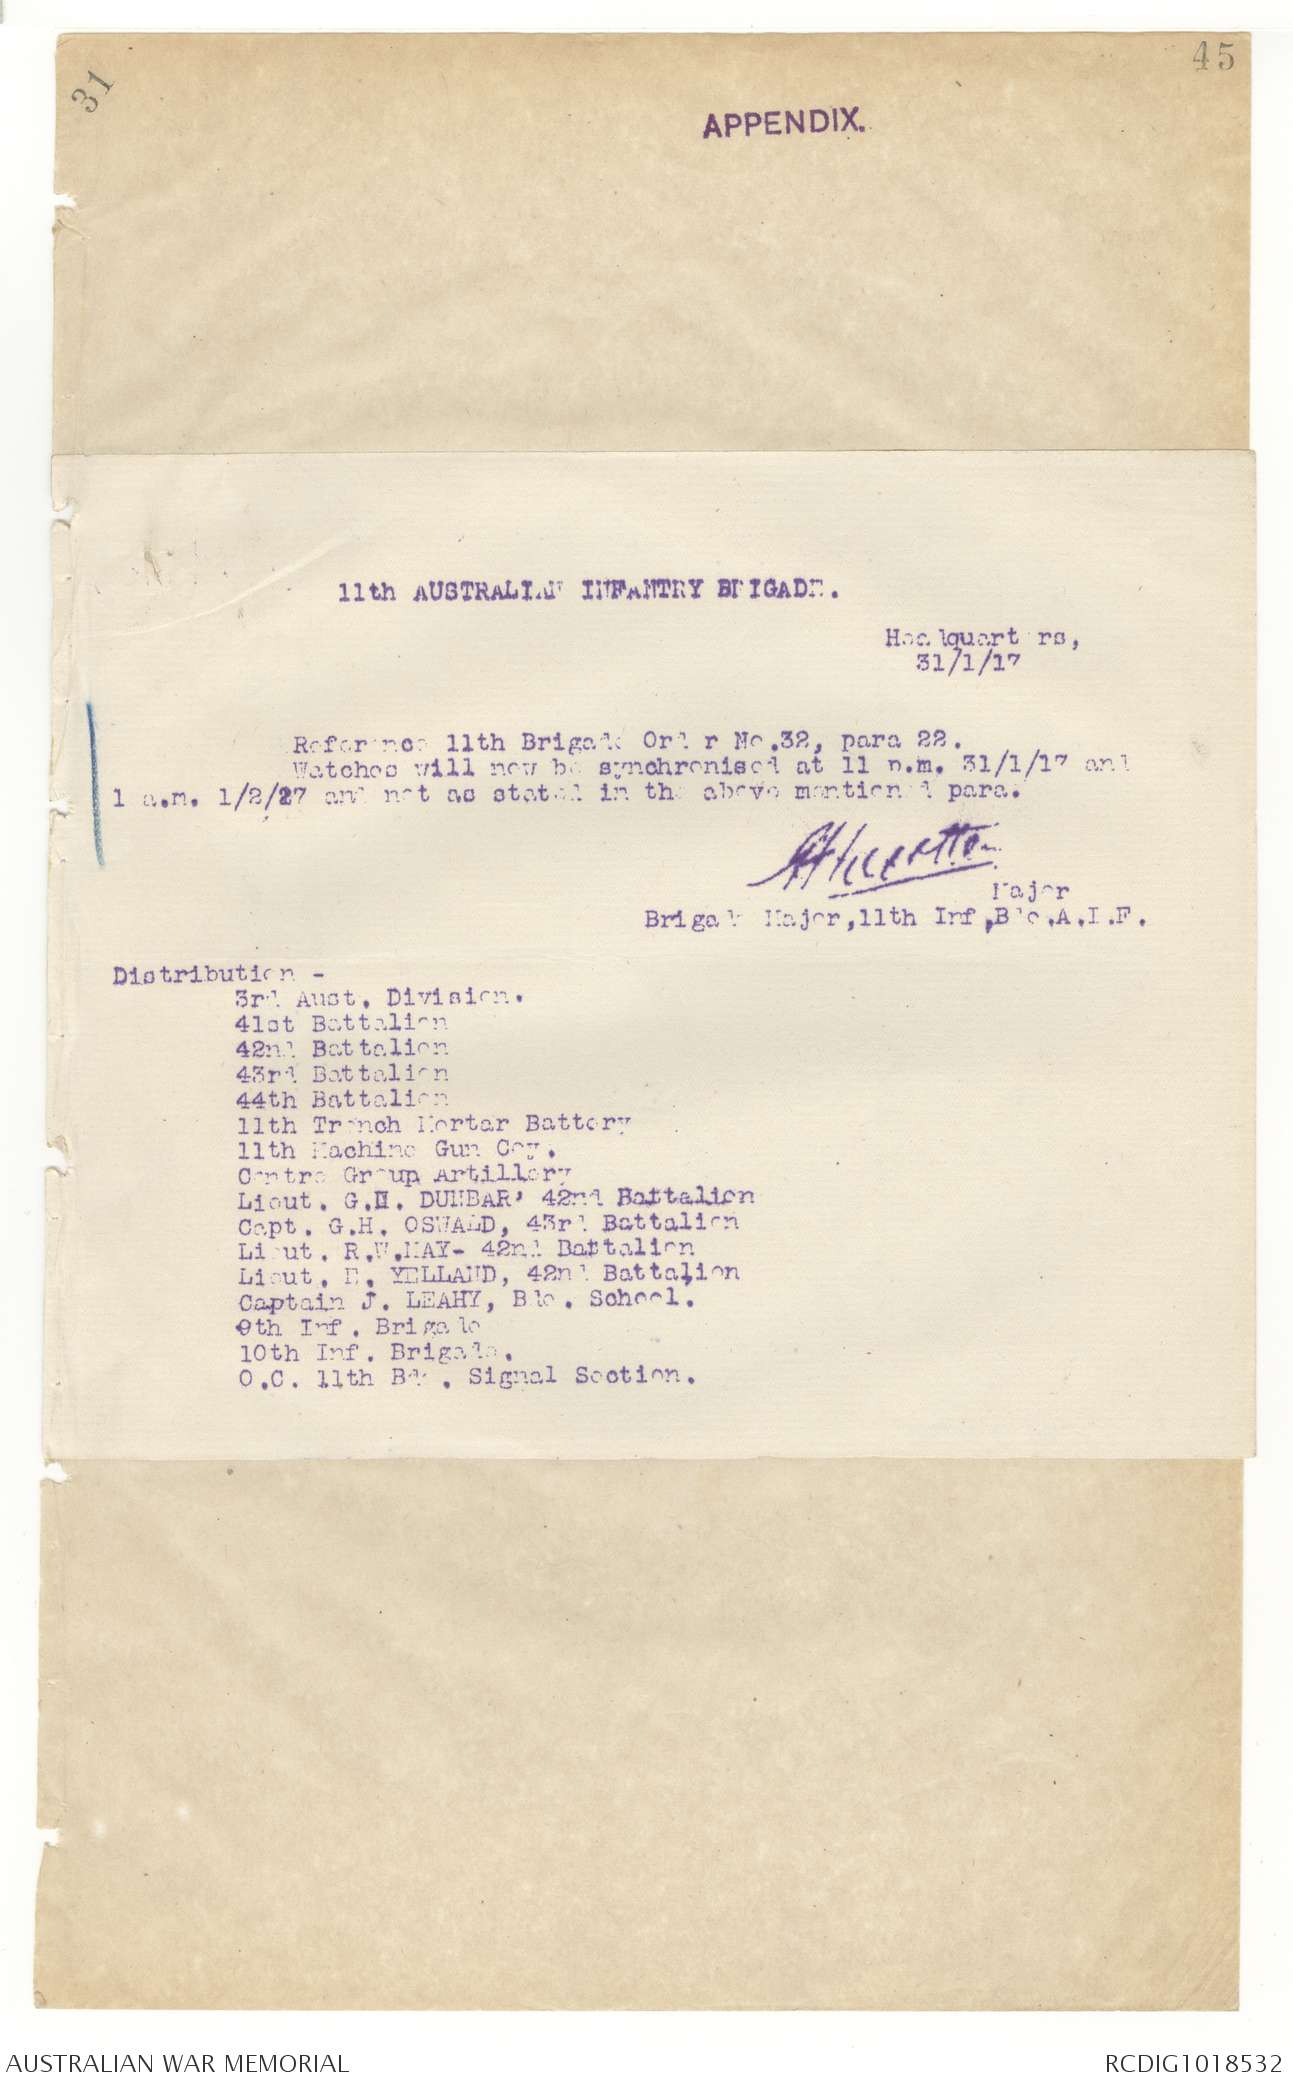 31
45
APPENDIX.
11th AUSTRALIAN INFANTRY BRIGADE.
Headquarters,
31/1/17
Reference 11th Brigade Order No.32, para 22.
Watches will now be synchronised at 11 p.m. 31/1/17 and
1 a.m. 1/2/17 and not as stated in the above mentioned para.
Major
Brigade Major,11th Inf,Bde.A.I.F.
Distribution -
3rd Aust. Division.
41st Battalion
42nd Battalion
43rd Battalion
44th Battalion
11th Trench Mortar Battery
11th Machine Gun Coy.
Centre Group Artillery
Lieut. G.H. DUNBAR, 42nd Battalion
Capt. G.H. OSWALD, 43rd Battalion
Lieut. R.W.MAY- 42nd Battalion
Lieut. E. YELLAND, 42nd Battalion
Captain J. LEAHY, Bde. School.
9th Inf. Brigade
10th Inf. Brigade.
O.C. 11th Bde. Signal Section.
AUSTRALIAN WAR MEMORIAL
RCDIG1018532